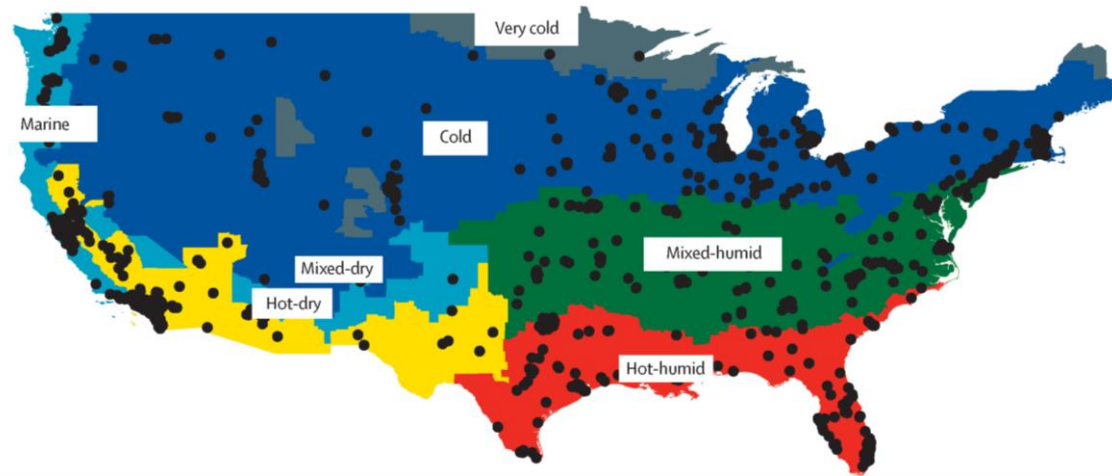 Very cold
Marine
Cold
Mixed-humid
Mixed-dry
Hot-dry
Hot-humid